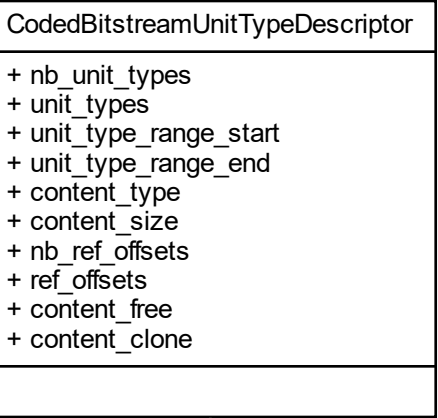 CodedBitstreamUnitTypeDescriptor
+ nb_unit_types
+ unit_types
+ unit_type_range_start
+ unit_type_range_end
+ content_type
+ content_size
+ nb_ref_offsets
+ ref_offsets
+ content_free
+ content_clone